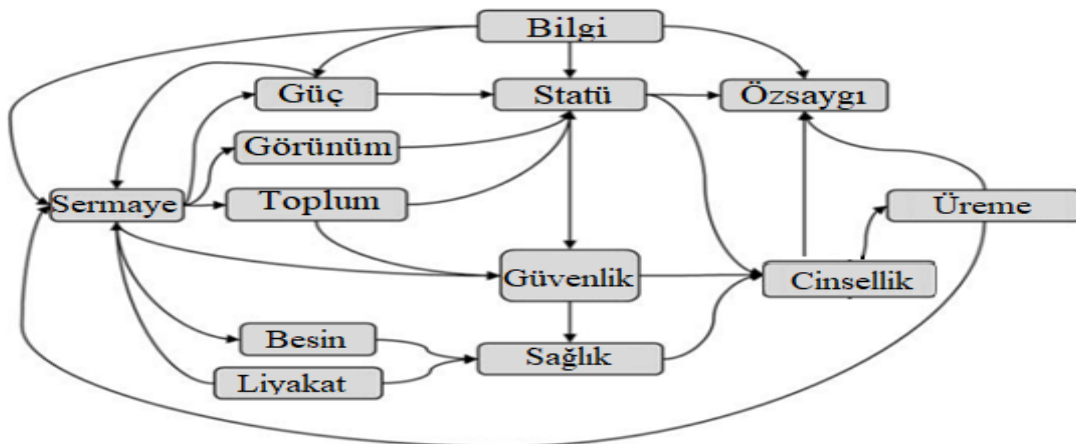 Bilgi
Güç
Statü
Özsaygı
Görünüm
Sermaye
Toplum
Üreme
Güvenlik
Cinsellik
Besin
Sağlık
Liyakat